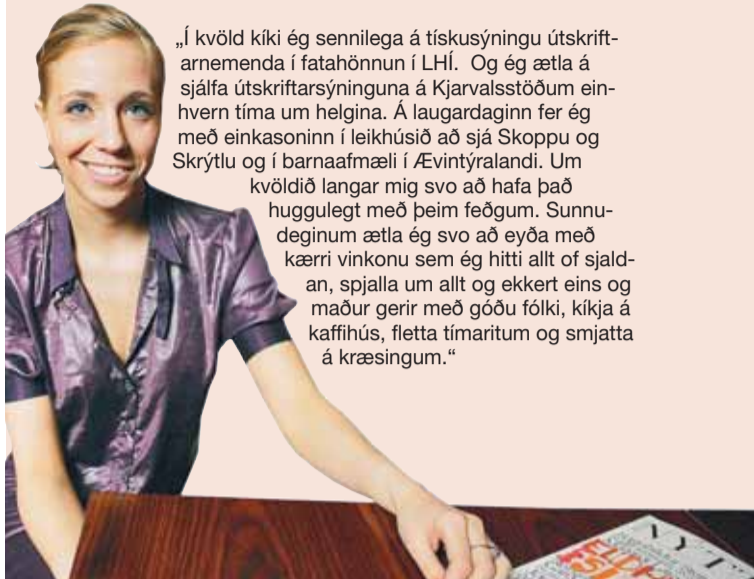 „Í kvöld kíki ég sennilega á tískusýningu útskrift-
arnemenda í fatahönnun í LHÍ. Og ég ætla á
sjálfa útskriftarsýninguna á Kjarvalsstöðum ein-
hvern tíma um helgina. Á laugardaginn fer ég
með einkasoninn í leikhúsið að sjá Skoppu og
Skrýtlu og í barnaafmæli í Ævintýralandi. Um
kvöldið langar mig svo að hafa það
huggulegt með þeim feðgum. Sunnu-
deginum ætla ég svo að eyða með
kærri vinkonu sem ég hitti allt of sjald-
an, spjalla um allt og ekkert eins og
maður gerir með góðu fólki, kíkja á
kaffihús, fletta tímaritum og smjatta
á kræsingum.“
NÝTT